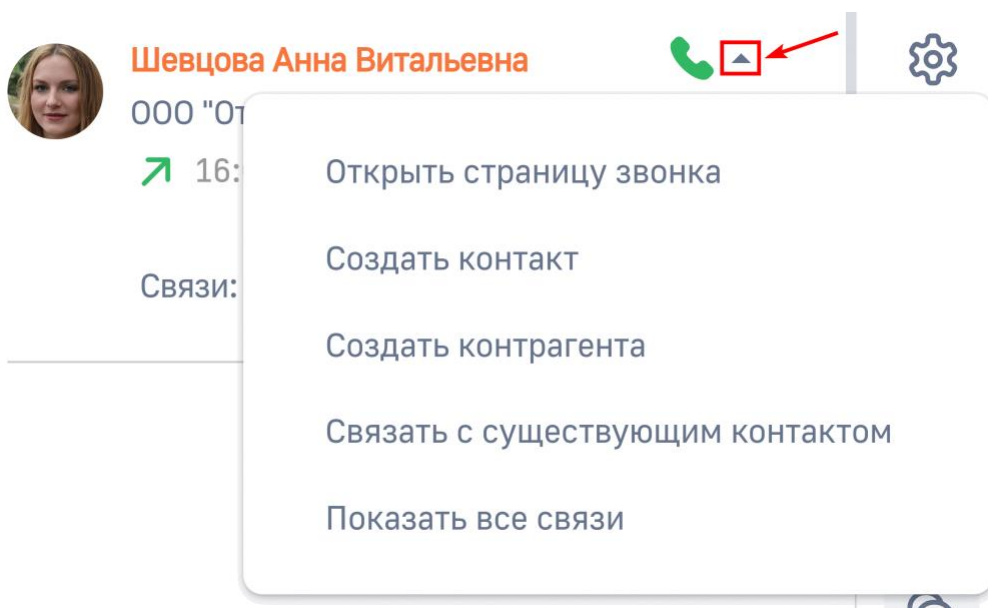 Шевцова Анна Витальевна
ООО "От
16:
Открыть страницу звонка
Создать контакт
Связи:
Создать контрагента
Связать с существующим контактом
Показать все связи